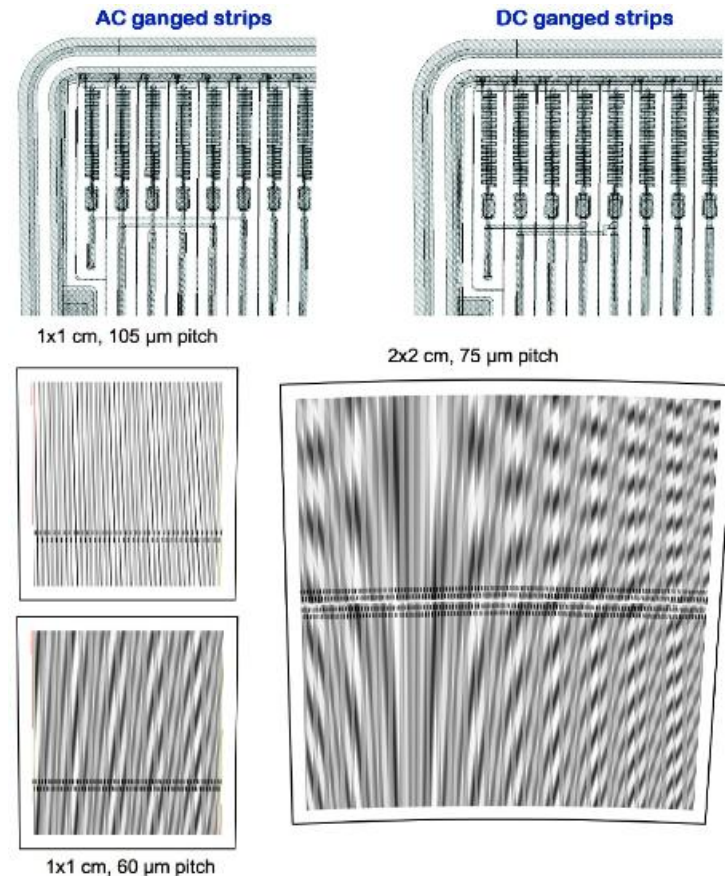 AC ganged strips
DC ganged strips
1x1 cm, 105 µm pitch
2x2 cm, 75 µm pitch
1x1 cm, 60 µm pitch